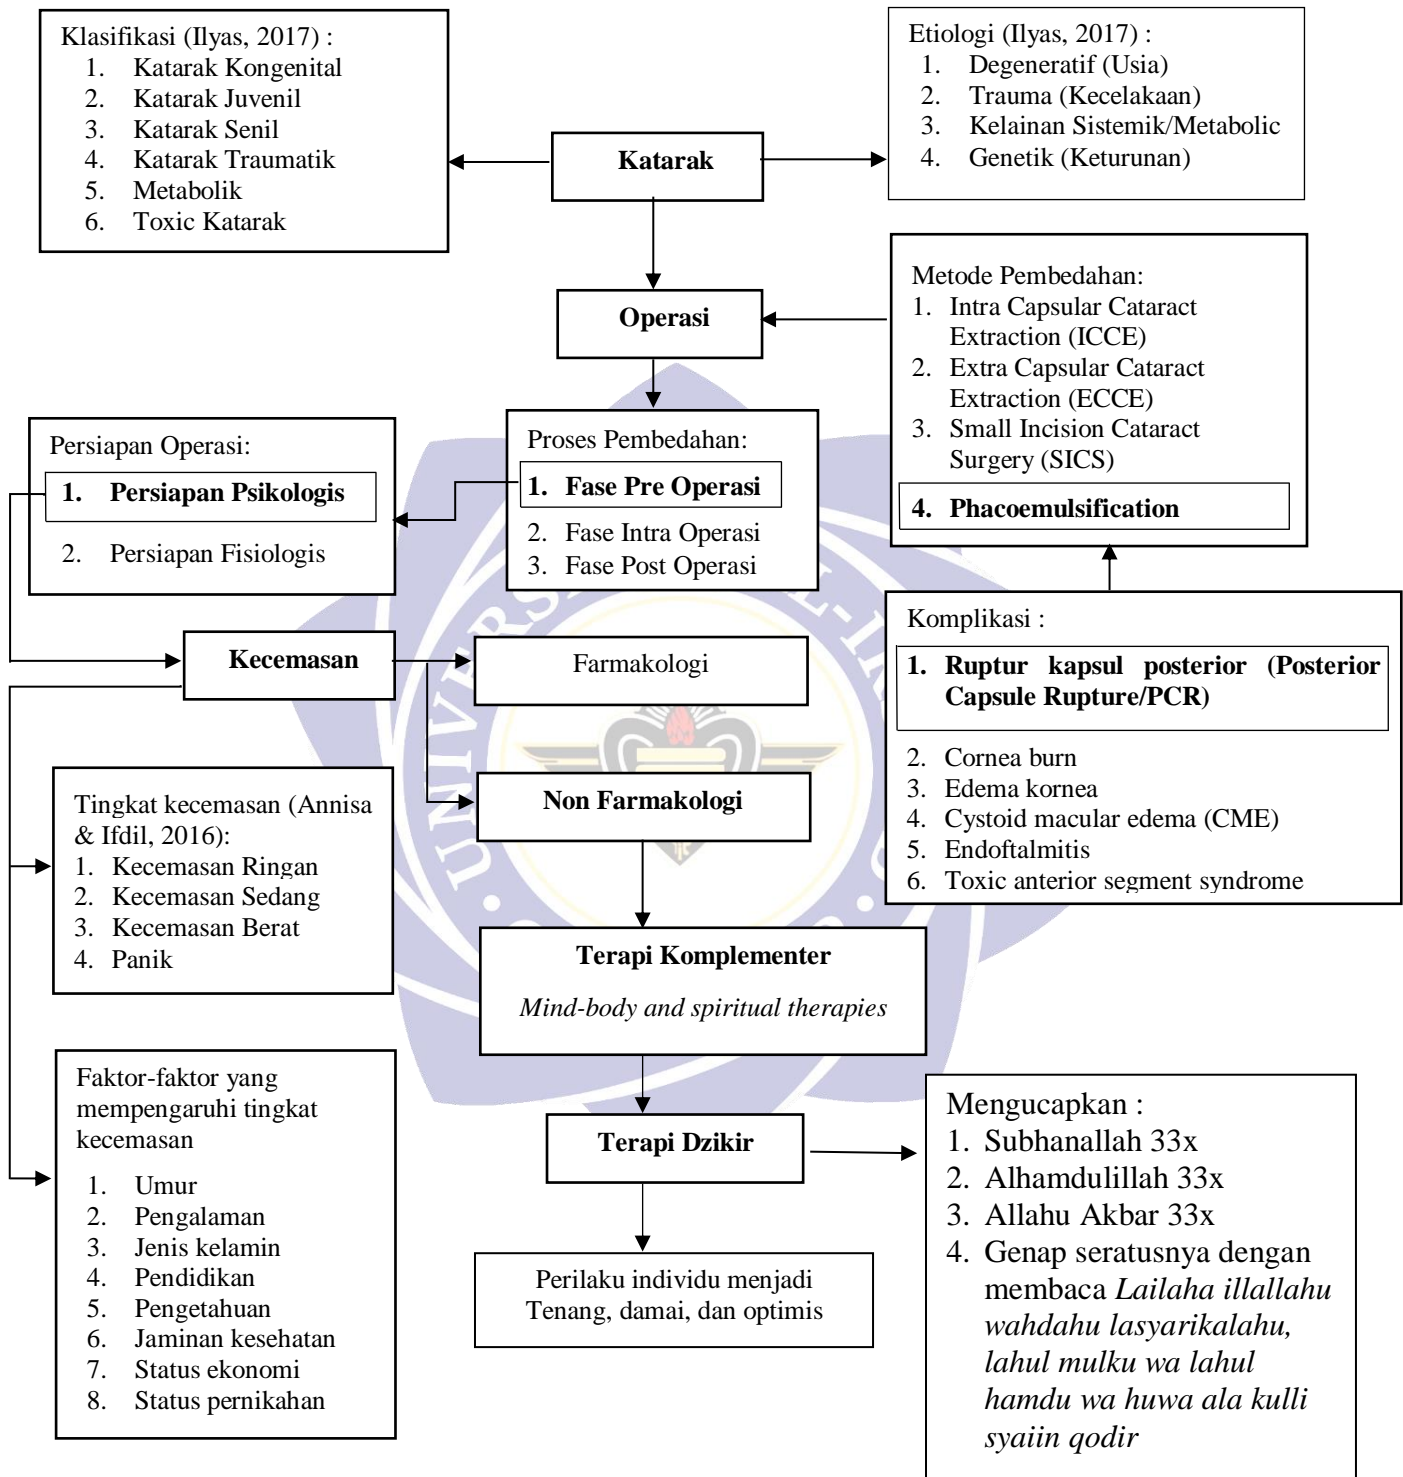 Klasifikasi (Ilyas, 2017) :
1. Katarak Kongenital
2. Katarak Juvenil
3. Katarak Senil
4. Katarak Traumatik
5. Metabolik
6. Toxic Katarak
Katarak
Etiologi (Ilyas, 2017) :
1. Degeneratif (Usia)
2. Trauma (Kecelakaan)
3. Kelainan Sistemik/Metabolic
4. Genetik (Keturunan)
Operasi
Metode Pembedahan:
1. Intra Capsular Cataract
Extraction (ICCE)
2. Extra Capsular Cataract
Extraction (ECCE)
3. Small Incision Cataract
Surgery (SICS)
4. Phacoemulsification
Persiapan Operasi:
1. Persiapan Psikologis
2. Persiapan Fisiologis
Proses Pembedahan:
1. Fase Pre Operasi
2. Fase Intra Operasi
3. Fase Post Operasi
Komplikasi :
1. Ruptur kapsul posterior (Posterior
Capsule Rupture/PCR)
2. Cornea burn
3. Edema kornea
4. Cystoid macular edema (CME)
5. Endoftalmitis
6. Toxic anterior segment syndrome
Kecemasan
Farmakologi
Non Farmakologi
Tingkat kecemasan (Annisa
& Ifdil, 2016):
1. Kecemasan Ringan
2. Kecemasan Sedang
3. Kecemasan Berat
4. Panik
Terapi Komplementer
Mind-body and spiritual therapies
Faktor-faktor yang
mempengaruhi tingkat
kecemasan
1. Umur
2. Pengalaman
3. Jenis kelamin
4. Pendidikan
5. Pengetahuan
6. Jaminan kesehatan
7. Status ekonomi
8. Status pernikahan
Terapi Dzikir
Mengucapkan :
1. Subhanallah 33x
2. Alhamdulillah 33x
3. Allahu Akbar 33x
4. Genap seratusnya dengan
membaca Lailaha illallahu
wahdahu lasyarikalahu,
lahul mulku wa lahul
hamdu wa huwa ala kulli
syaiin qodir
Perilaku individu menjadi
Tenang, damai, dan optimis